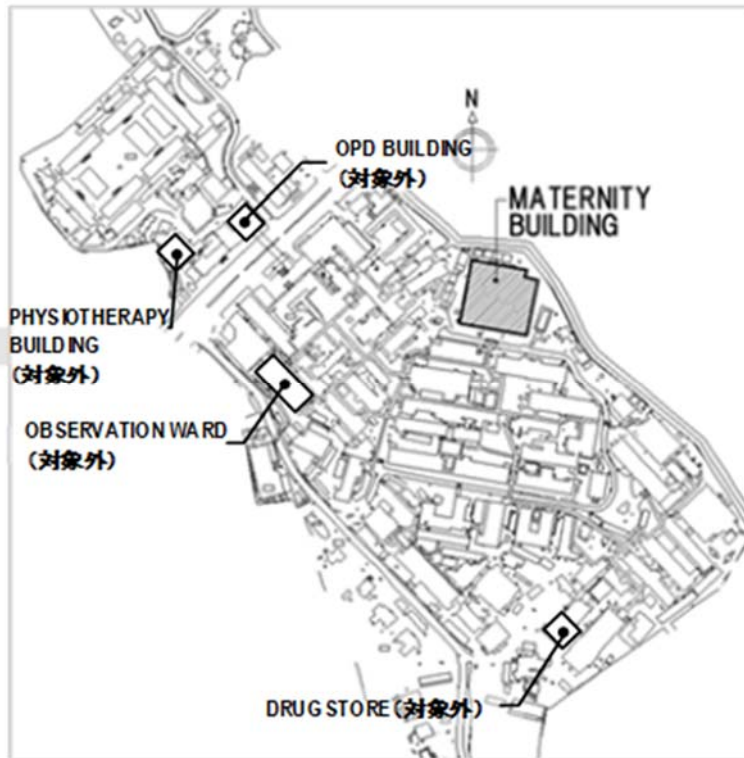 N
OPD BUILDING
(対象外)
MATERNITY
BUILDING
PHYSIOTHERAPY
BUILDING
(対象外)
OBSERVATION WARD
(対象外)
DRUG STORE(対象外)